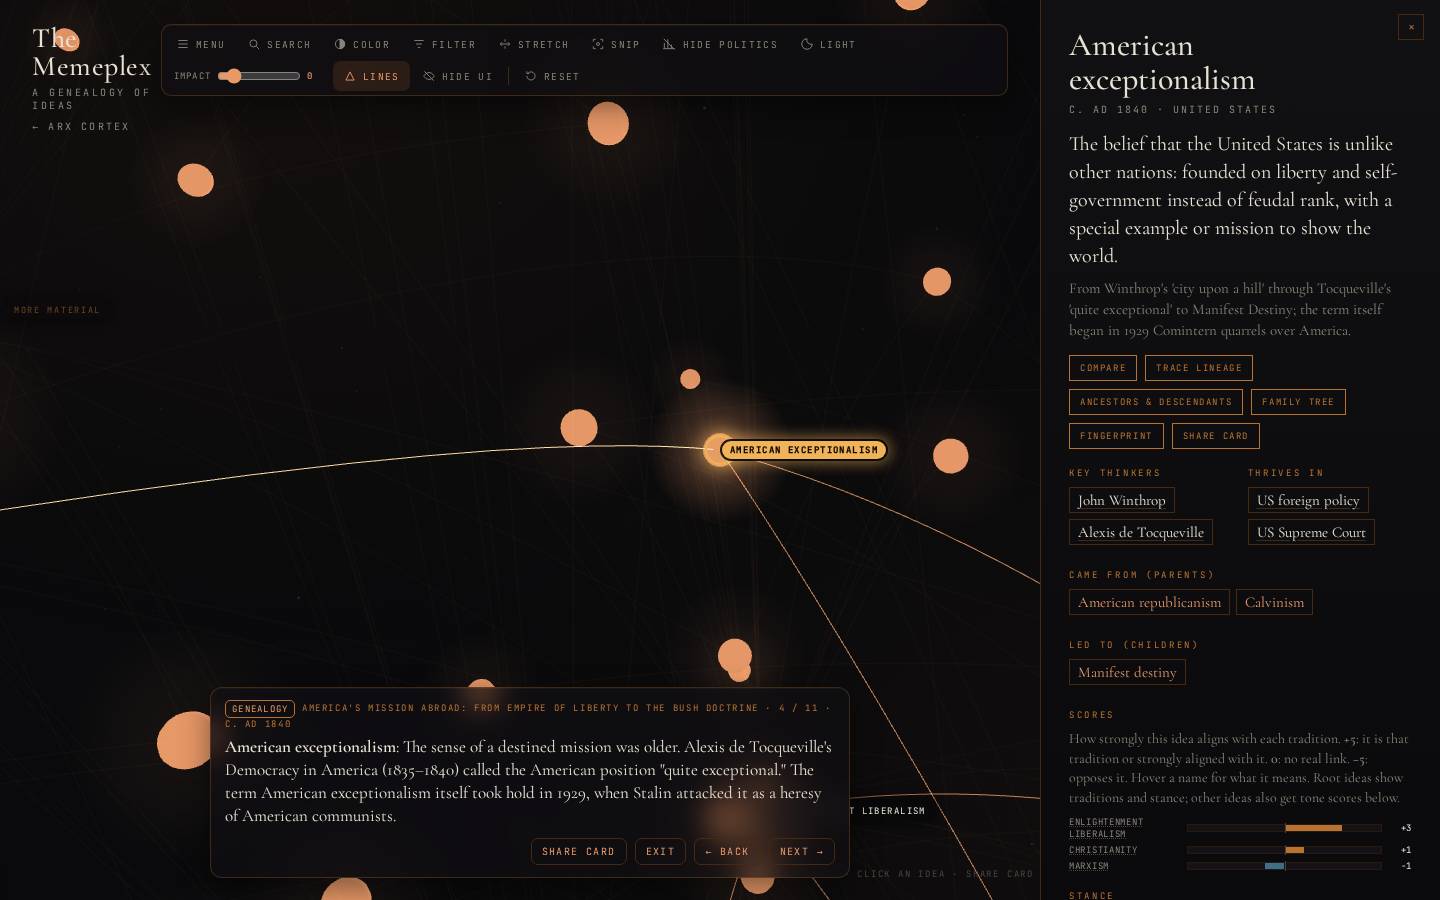 The
Memeplex
A GENEALOGY OF
IDEAS
← ARX CORTEX
MENU
SEARCH
COLOR
FILTER
STRETCH
SNIP
HIDE POLITICS
LIGHT
IMPACT
0
LINES
HIDE UI
RESET
MORE MATERIAL
AMERICAN EXCEPTIONALISM
GENEALOGY AMERICA'S MISSION ABROAD: FROM EMPIRE OF LIBERTY TO THE BUSH DOCTRINE · 4 / 11 ·
C. AD 1840
American exceptionalism: The sense of a destined mission was older. Alexis de Tocqueville's
Democracy in America (1835–1840) called the American position "quite exceptional." The
term American exceptionalism itself took hold in 1929, when Stalin attacked it as a heresy
of American communists.
SHARE CARD
EXIT
← BACK
NEXT →
T LIBERALISM
CLICK AN IDEA · SHARE CARD
×
American
exceptionalism
C. AD 1840 · UNITED STATES
The belief that the United States is unlike
other nations: founded on liberty and self-
government instead of feudal rank, with a
special example or mission to show the
world.
From Winthrop's 'city upon a hill' through Tocqueville's
'quite exceptional' to Manifest Destiny; the term itself
began in 1929 Comintern quarrels over America.
COMPARE
TRACE LINEAGE
ANCESTORS & DESCENDANTS
FAMILY TREE
FINGERPRINT
SHARE CARD
KEY THINKERS
John Winthrop
Alexis de Tocqueville
THRIVES IN
US foreign policy
US Supreme Court
CAME FROM (PARENTS)
American republicanism
Calvinism
LED TO (CHILDREN)
Manifest destiny
SCORES
How strongly this idea aligns with each tradition. +5: it is that
tradition or strongly aligned with it. 0: no real link. −5:
opposes it. Hover a name for what it means. Root ideas show
traditions and stance; other ideas also get tone scores below.
ENLIGHTENMENT
LIBERALISM
+3
CHRISTIANITY
+1
MARXISM
-1
STANCE